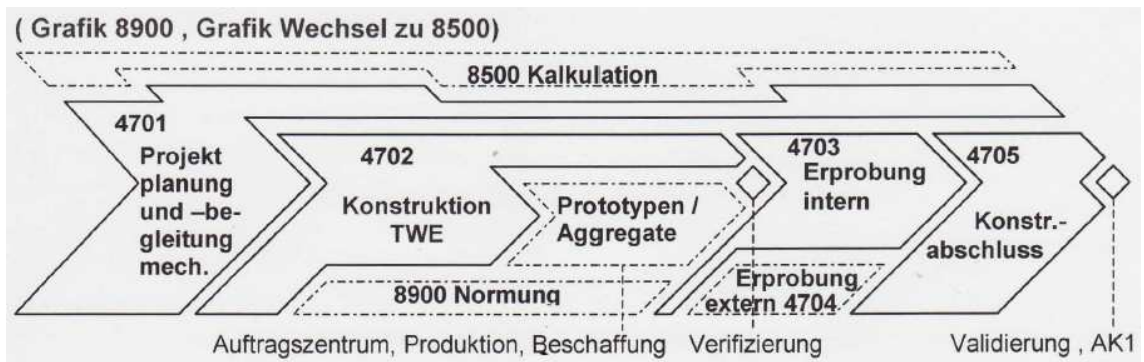 ( Grafik 8900 , Grafik Wechsel zu 8500)
8500 Kalkulation
4701
Projekt
planung
und –be-
gleitung
mech.
4702
Konstruktion
TWE
Prototypen /
Aggregate
8900 Normung
4703
Erprobung
intern
Erprobung
extern 4704
4705
Konstr.-
abschluss
Auftragszentrum, Produktion, Beschaffung
Verifizierung
Validierung , AK1